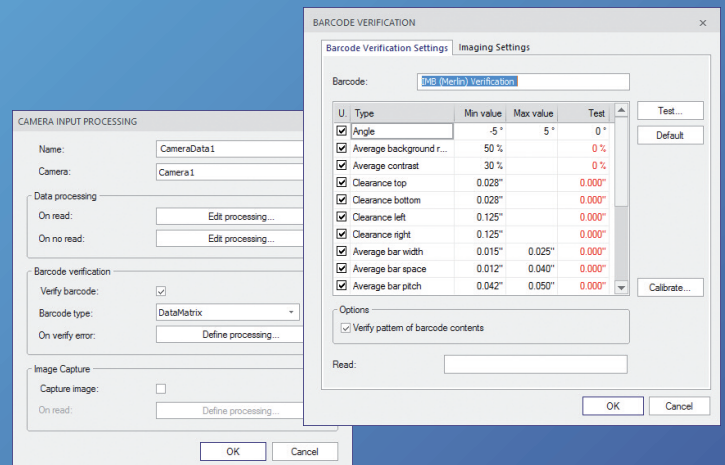 BARCODE VERIFICATION ×
Barcode Verification Settings Imaging Settings
Barcode: IMB (Merlin) Verification
U. Type Min value Max value Test
Angle -5 ° 5 ° 0 °
Average background r... 50 % 0 %
Average contrast 30 % 0 %
Clearance top 0.028" 0.000"
Clearance bottom 0.028" 0.000"
Clearance left 0.125" 0.000"
Clearance right 0.125" 0.000"
Average bar width 0.015" 0.025" 0.000"
Average bar space 0.012" 0.040" 0.000"
Average bar pitch 0.042" 0.050" 0.000"
Test...
Default
Calibrate...
Options
Verify pattern of barcode contents
Read:
OK Cancel
CAMERA INPUT PROCESSING
Name: CameraData1
Camera: Camera1
Data processing
On read: Edit processing...
On no read: Edit processing...
Barcode verification
Verify barcode:
Barcode type: DataMatrix
On verify error: Define processing...
Image Capture
Capture image:
On read: Define processing...
OK Cancel